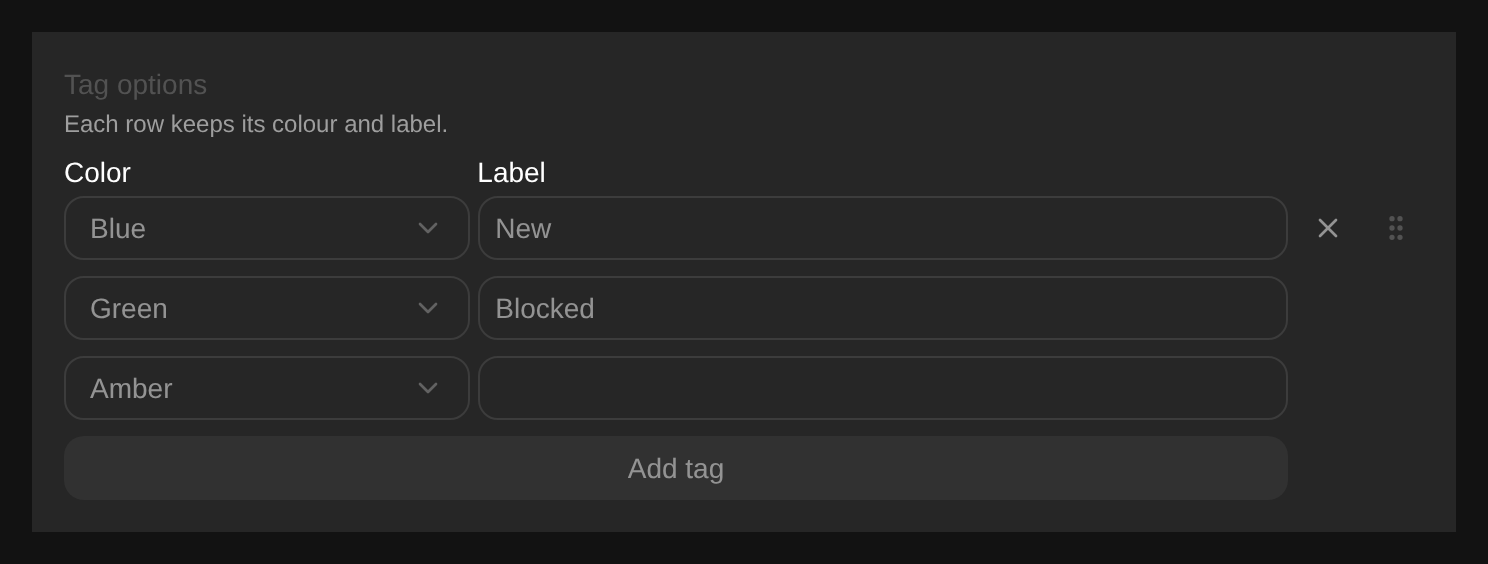 Tag options
Each row keeps its colour and label.
Color Label
Blue New
Green Blocked
Amber
Add tag